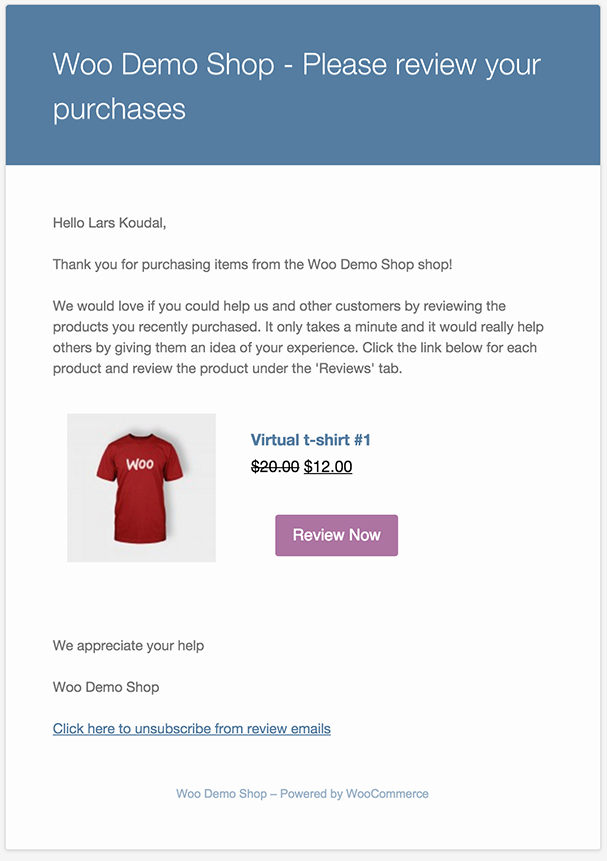 Woo Demo Shop - Please review your
purchases
Hello Lars Koudal,
Thank you for purchasing items from the Woo Demo Shop shop!
We would love if you could help us and other customers by reviewing the
products you recently purchased. It only takes a minute and it would really help
others by giving them an idea of your experience. Click the link below for each
product and review the product under the 'Reviews' tab.
Woo
Virtual t-shirt #1
$20.00 $12.00
Review Now
We appreciate your help
Woo Demo Shop
Click here to unsubscribe from review emails
Woo Demo Shop – Powered by WooCommerce